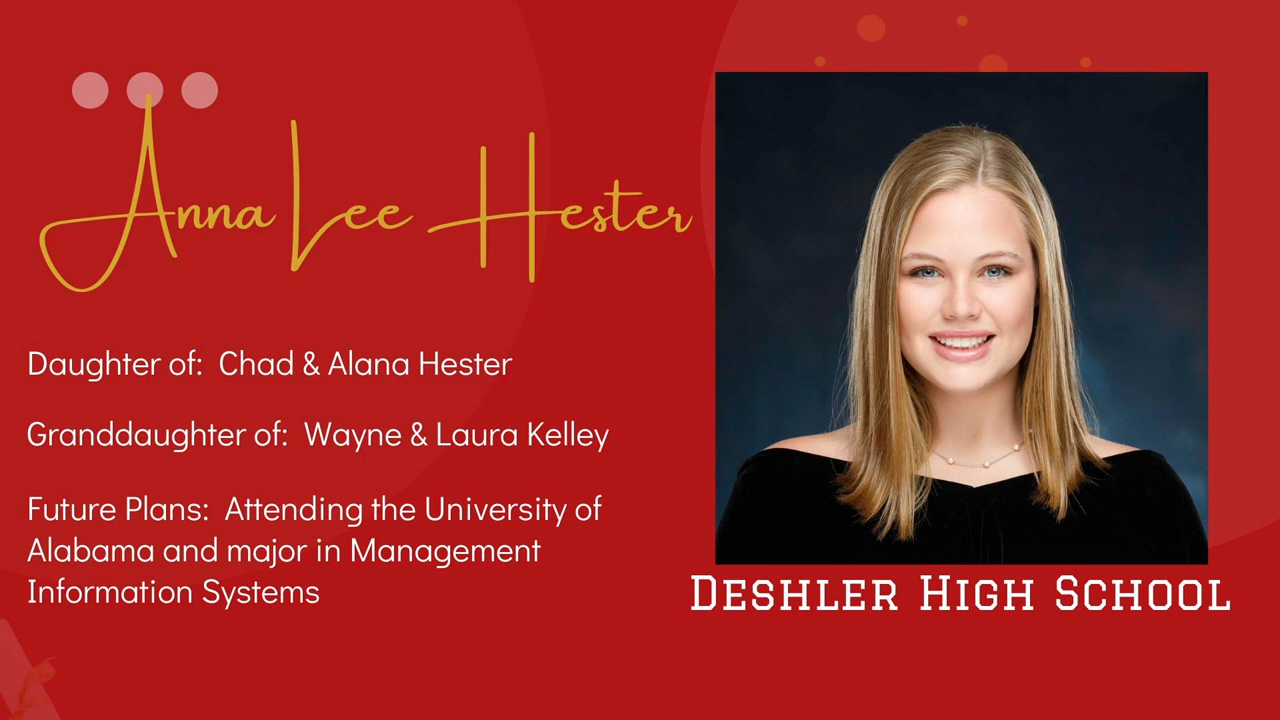 Anna Lee Hester
Daughter of:  Chad & Alana Hester
Granddaughter of:  Wayne & Laura Kelley
Future Plans:  Attending the University of
Alabama and major in Management
Information Systems
Deshler High School